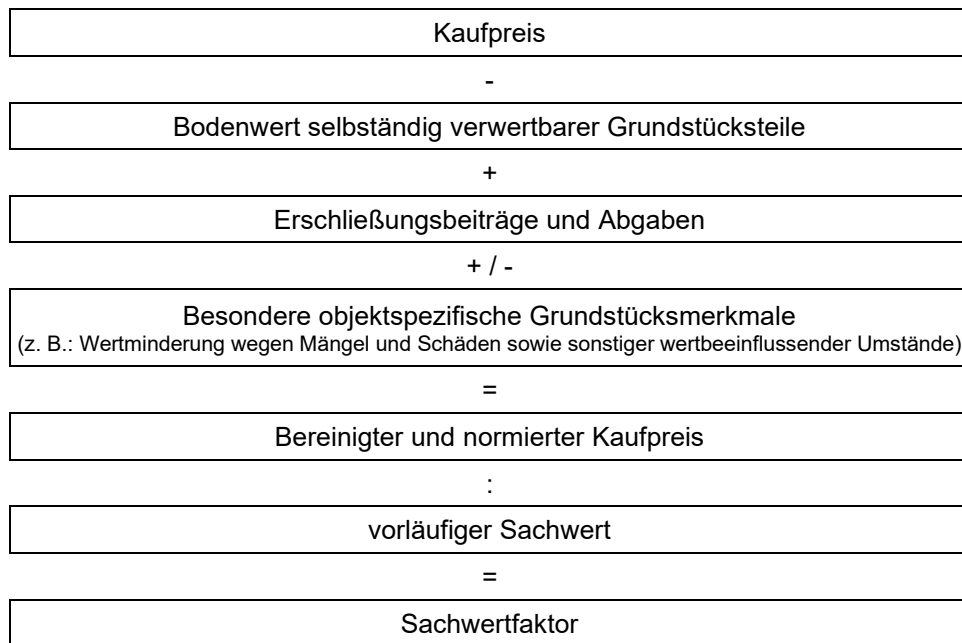 Kaufpreis
-
Bodenwert selbständig verwertbarer Grundstücksteile
+
Erschließungsbeiträge und Abgaben
+ / -
Besondere objektspezifische Grundstücksmerkmale
(z. B.: Wertminderung wegen Mängel und Schäden sowie sonstiger wertbeeinflussender Umstände)
=
Bereinigter und normierter Kaufpreis
:
vorläufiger Sachwert
=
Sachwertfaktor